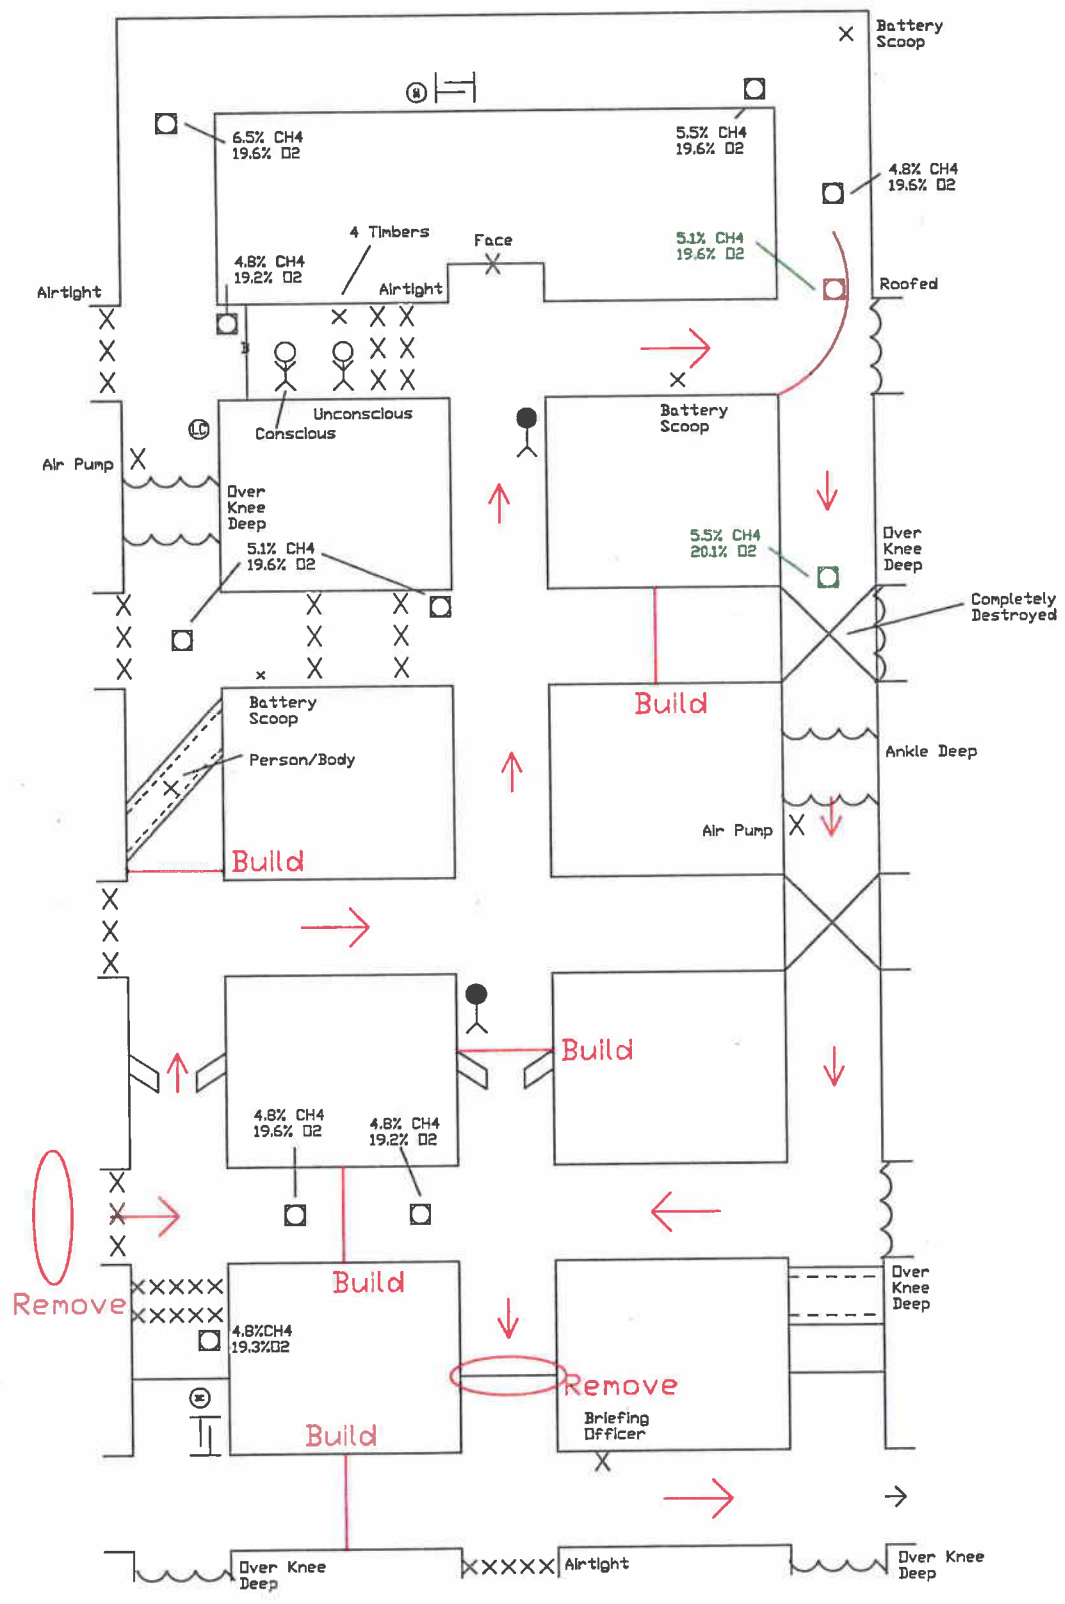 Battery
Scoop
6.5% CH4
19.6% O2
5.5% CH4
19.6% O2
4.8% CH4
19.6% O2
4 Timbers
Face
5.1% CH4
19.6% O2
4.8% CH4
19.2% O2
Airtight
Airtight
Roofed
B
Unconscious
Conscious
Battery
Scoop
LC
Air Pump
Over
Knee
Deep
5.1% CH4
19.6% O2
5.5% CH4
20.1% O2
Over
Knee
Deep
Completely
Destroyed
Battery
Scoop
Build
Person/Body
Ankle Deep
Air Pump
Build
Build
4.8% CH4
19.6% O2
4.8% CH4
19.2% O2
Remove
Build
Over
Knee
Deep
4.8%CH4
19.3%O2
Remove
Briefing
Officer
Build
Over Knee
Deep
Airtight
Over Knee
Deep